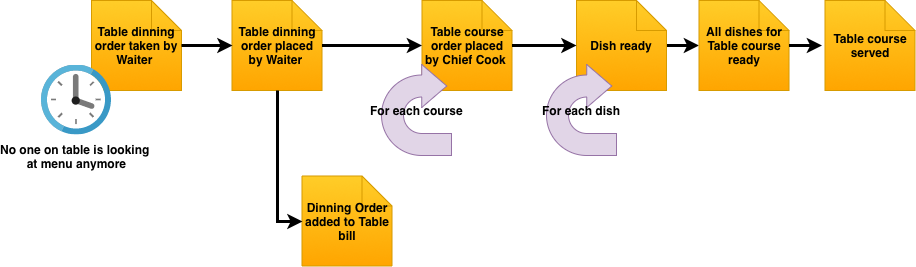 Table dinning
order taken by
Waiter
Table dinning
order placed
by Waiter
Table course
order placed
by Chief Cook
Dish ready
All dishes for
Table course
ready
Table course
served
For each course
For each dish
No one on table is looking
at menu anymore
Dinning Order
added to Table
bill